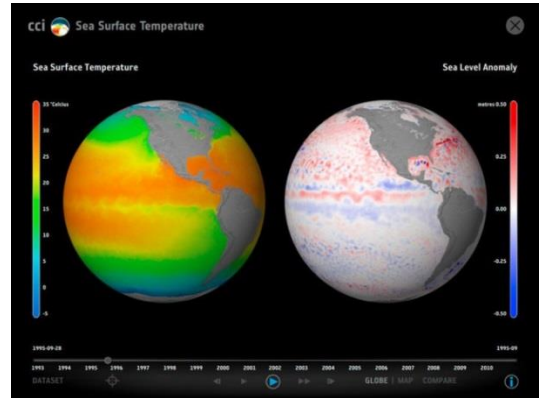 cci Sea Surface Temperature
Sea Surface Temperature
Sea Level Anomaly
35 °Celcius
30
25
20
15
10
5
0
-5
metres 0.50
0.25
0.00
-0.25
-0.50
1995-09-28
1995-09
1993 1994 1995 1996 1997 1998 1999 2000 2001 2002 2003 2004 2005 2006 2007 2008 2009 2010
DATASET
GLOBE | MAP COMPARE
i